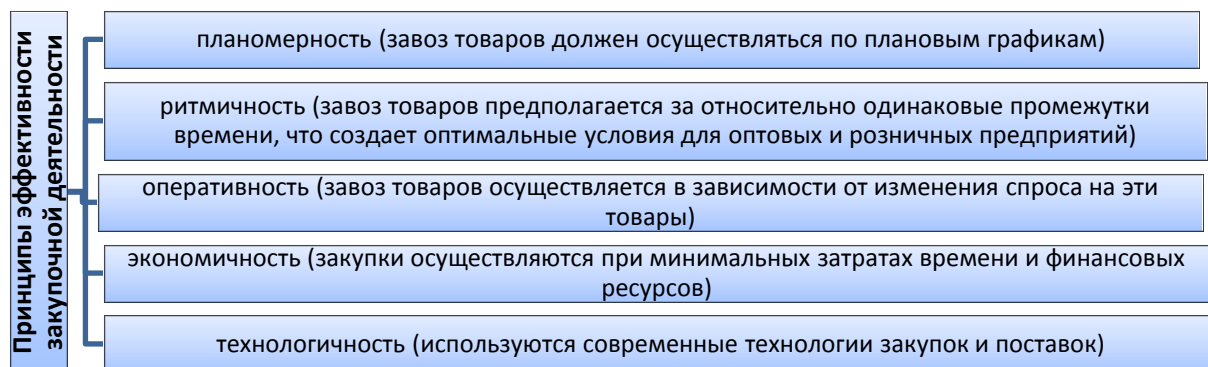 Принципы эффективности
закупочной деятельности
планомерность (завоз товаров должен осуществляться по плановым графикам)
ритмичность (завоз товаров предполагается за относительно одинаковые промежутки
времени, что создает оптимальные условия для оптовых и розничных предприятий)
оперативность (завоз товаров осуществляется в зависимости от изменения спроса на эти
товары)
экономичность (закупки осуществляются при минимальных затратах времени и финансовых
ресурсов)
технологичность (используются современные технологии закупок и поставок)